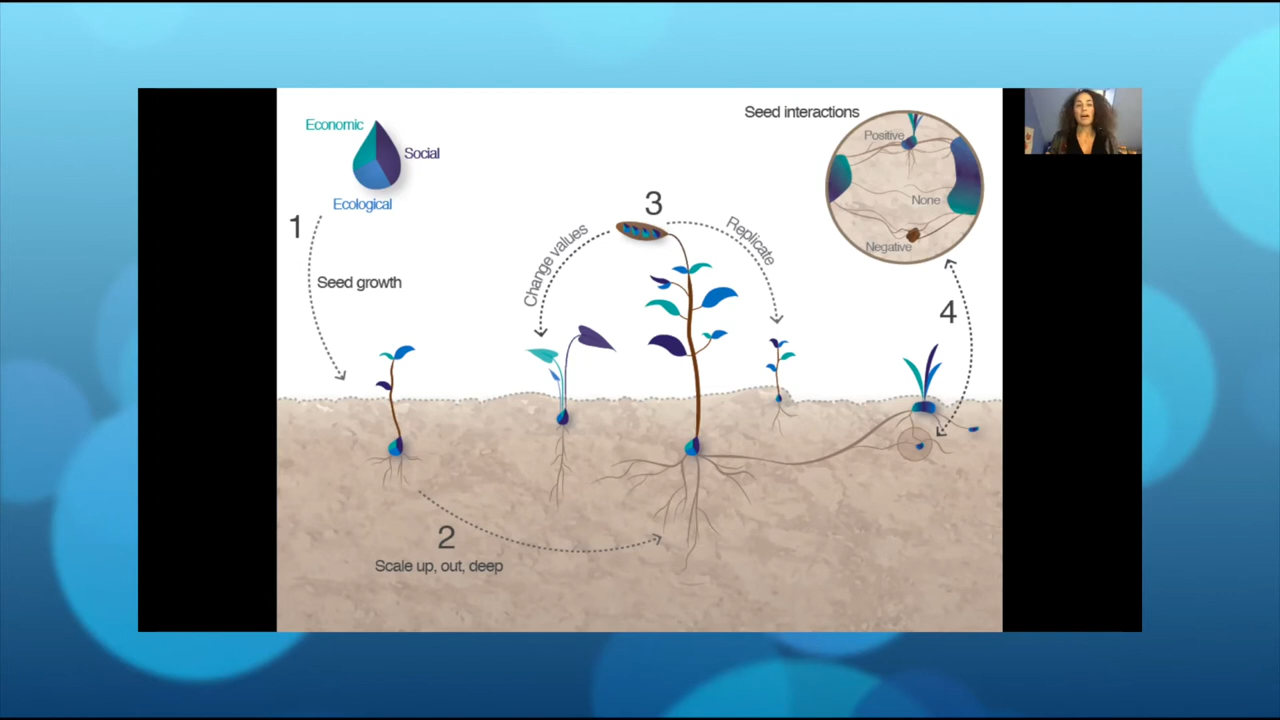 Economic
Social
Ecological
1
Seed growth
2
Scale up, out, deep
3
Change values
Replicate
Seed interactions
Positive
None
Negative
4